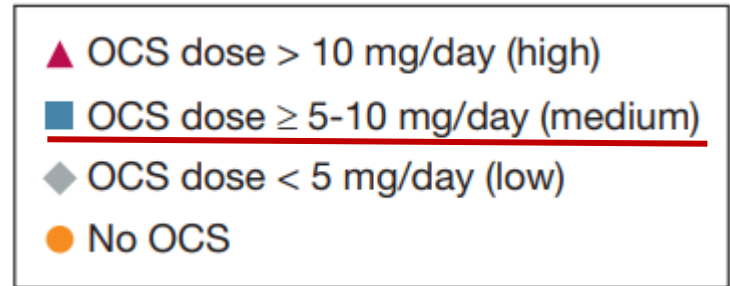 OCS dose > 10 mg/day (high)
OCS dose ≥ 5-10 mg/day (medium)
OCS dose < 5 mg/day (low)
No OCS